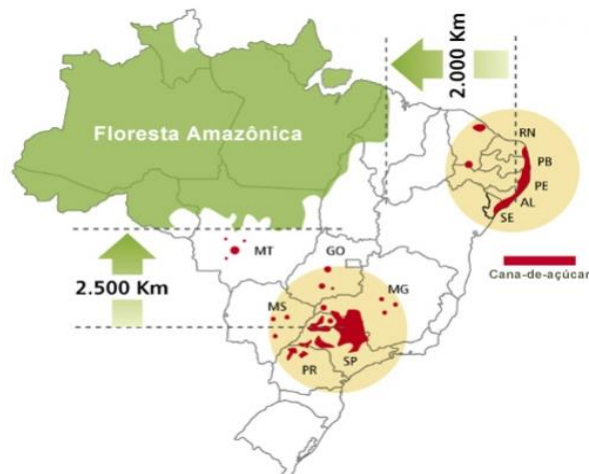 2.000 Km
Floresta Amazônica
RN
PB
PE
AL
SE
Cana-de-açúcar
MT
GO
2.500 Km
MG
MS
SP
PR